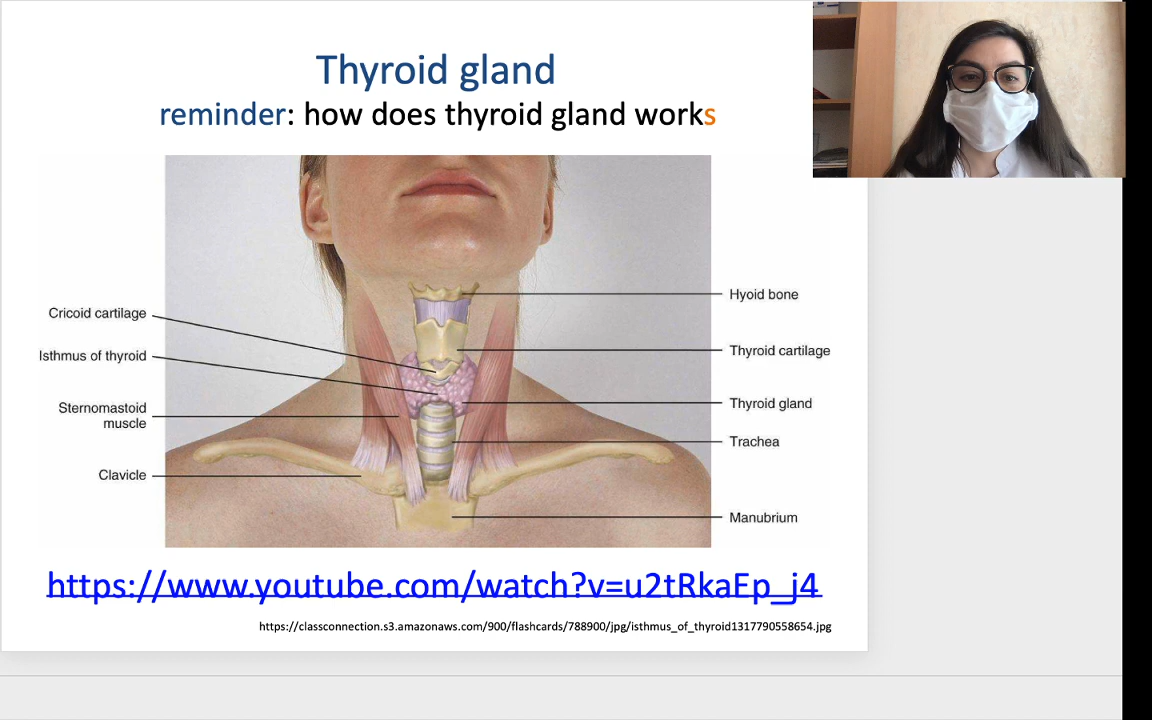 Thyroid gland
reminder: how does thyroid gland works
Cricoid cartilage
Isthmus of thyroid
Sternomastoid
muscle
Clavicle
Hyoid bone
Thyroid cartilage
Thyroid gland
Trachea
Manubrium
https://www.youtube.com/watch?v=u2tRkaEp_j4
https://classconnection.s3.amazonaws.com/900/flashcards/788900/jpg/isthmus_of_thyroid1317790558654.jpg